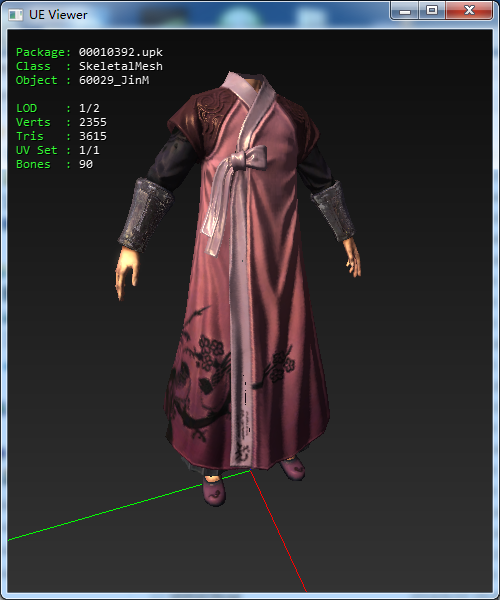 UE Viewer
Package: 00010392.upk
Class : SkeletalMesh
Object : 60029_JinM
LOD : 1/2
Verts : 2355
Tris : 3615
UV Set : 1/1
Bones : 90